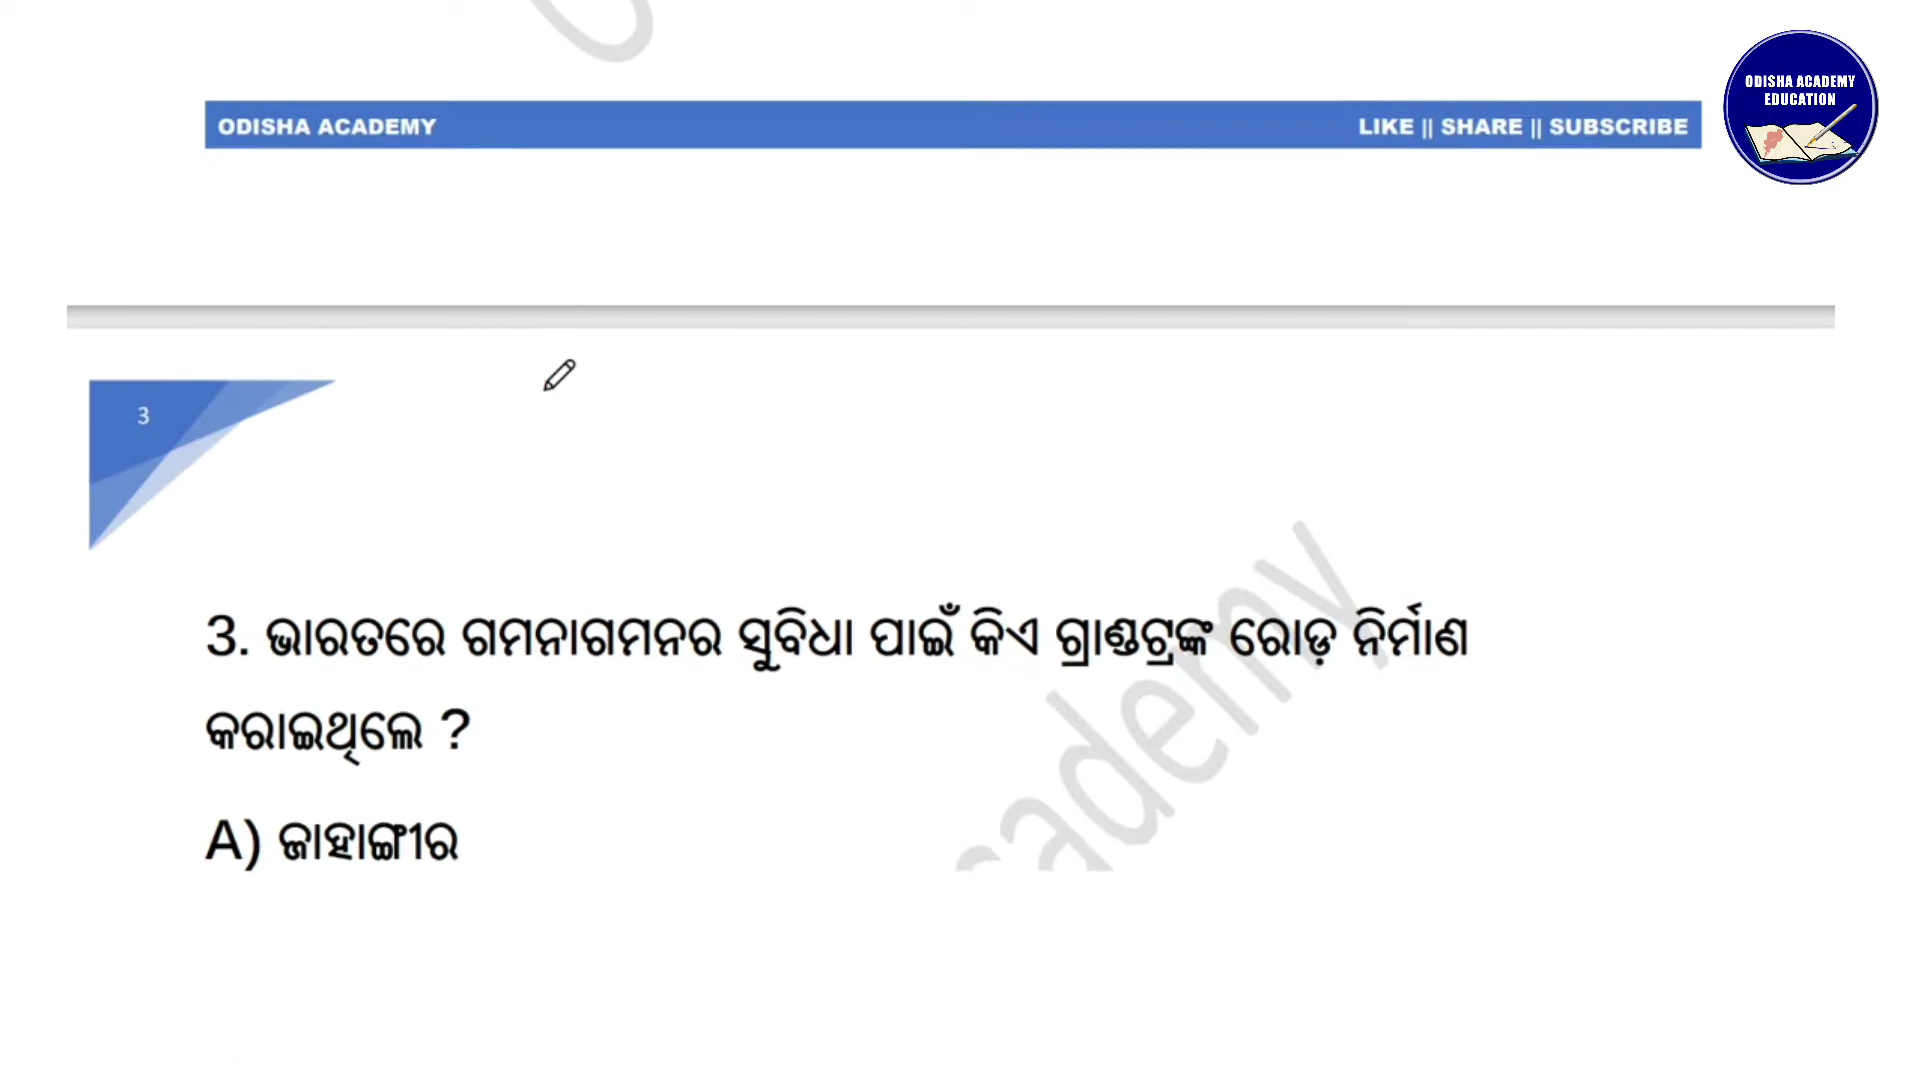 ODISHA ACADEMY
LIKE || SHARE || SUBSCRIBE
ODISHA ACADEMY
EDUCATION
3
3. ଭାରତରେ ଗମନାଗମନର ସୁବିଧା ପାଇଁ କିଏ ଗ୍ରାଣ୍ଡଟ୍ରଙ୍କ ରୋଡ଼ ନିର୍ମାଣ
କରାଇଥିଲେ ?
A) ଜାହାଙ୍ଗୀର